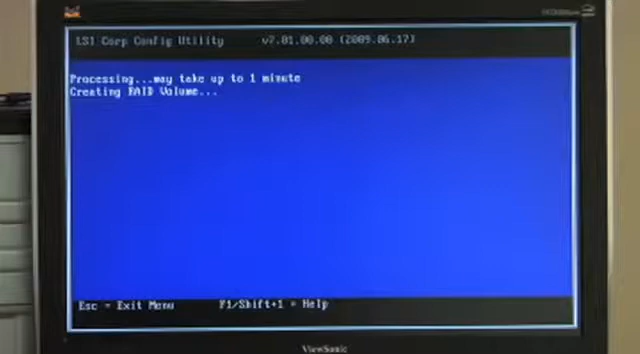 LSI Corp Config Utility v7.01.00.00 (2009.06.17)
Processing...may take up to 1 minute
Creating RAID Volume...
Esc = Exit Menu F1/Shift+1 = Help
ViewSonic